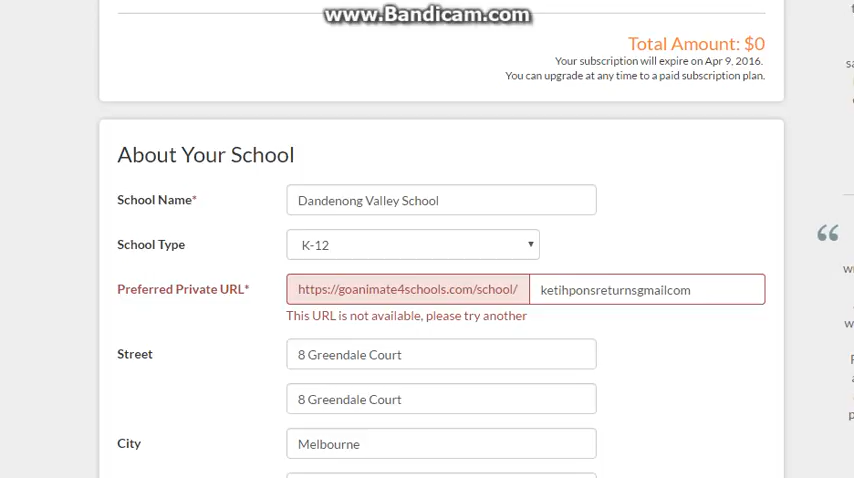 www.Bandicam.com
Total Amount: $0
Your subscription will expire on Apr 9, 2016.
You can upgrade at any time to a paid subscription plan.
About Your School
School Name*
Dandenong Valley School
School Type
K-12
Preferred Private URL*
https://goanimate4schools.com/school/
ketihponsreturnsgmailcom
This URL is not available, please try another
Street
8 Greendale Court
8 Greendale Court
City
Melbourne